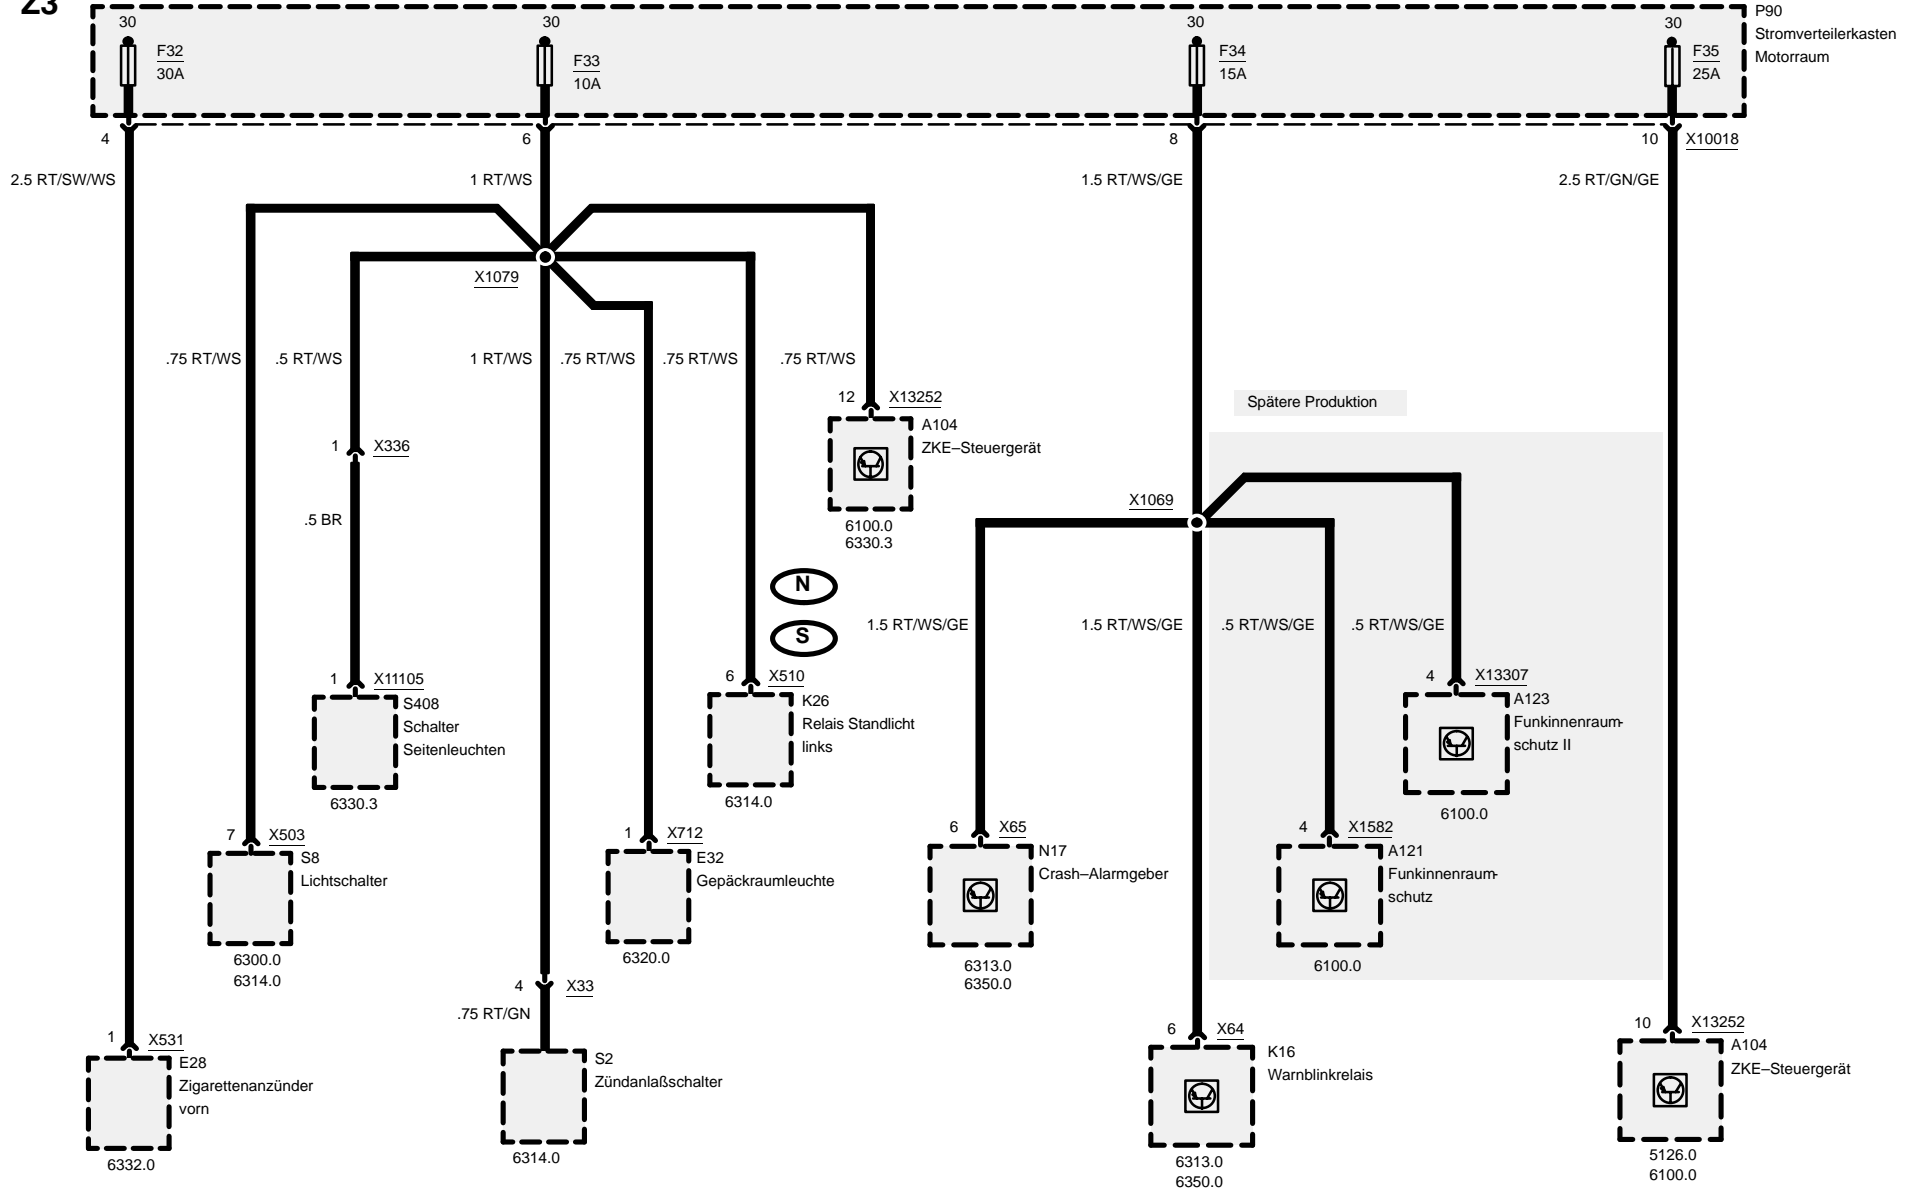 Z3
30
30
30
30
P90
Stromverteilerkasten
Motorraum
F32
30A
F33
10A
F34
15A
F35
25A
4
6
8
10
X10018
2.5 RT/SW/WS
1 RT/WS
1.5 RT/WS/GE
2.5 RT/GN/GE
X1079
.75 RT/WS
.5 RT/WS
1 RT/WS
.75 RT/WS
.75 RT/WS
.75 RT/WS
12
X13252
A104
ZKE–Steuergerät
6100.0
6330.3
Spätere Produktion
1
X336
.5 BR
X1069
N
S
1.5 RT/WS/GE
1.5 RT/WS/GE
.5 RT/WS/GE
.5 RT/WS/GE
1
X11105
S408
Schalter
Seitenleuchten
6330.3
6
X510
K26
Relais Standlicht
links
6314.0
4
X13307
A123
Funkinnenraum-
schutz II
6100.0
7
X503
S8
Lichtschalter
6300.0
6314.0
1
X712
E32
Gepäckraumleuchte
6320.0
6
X65
N17
Crash–Alarmgeber
6313.0
6350.0
4
X1582
A121
Funkinnenraum-
schutz
6100.0
4
X33
.75 RT/GN
1
X531
E28
Zigarettenanzünder
vorn
6332.0
S2
Zündanlaßschalter
6314.0
6
X64
K16
Warnblinkrelais
6313.0
6350.0
10
X13252
A104
ZKE–Steuergerät
5126.0
6100.0